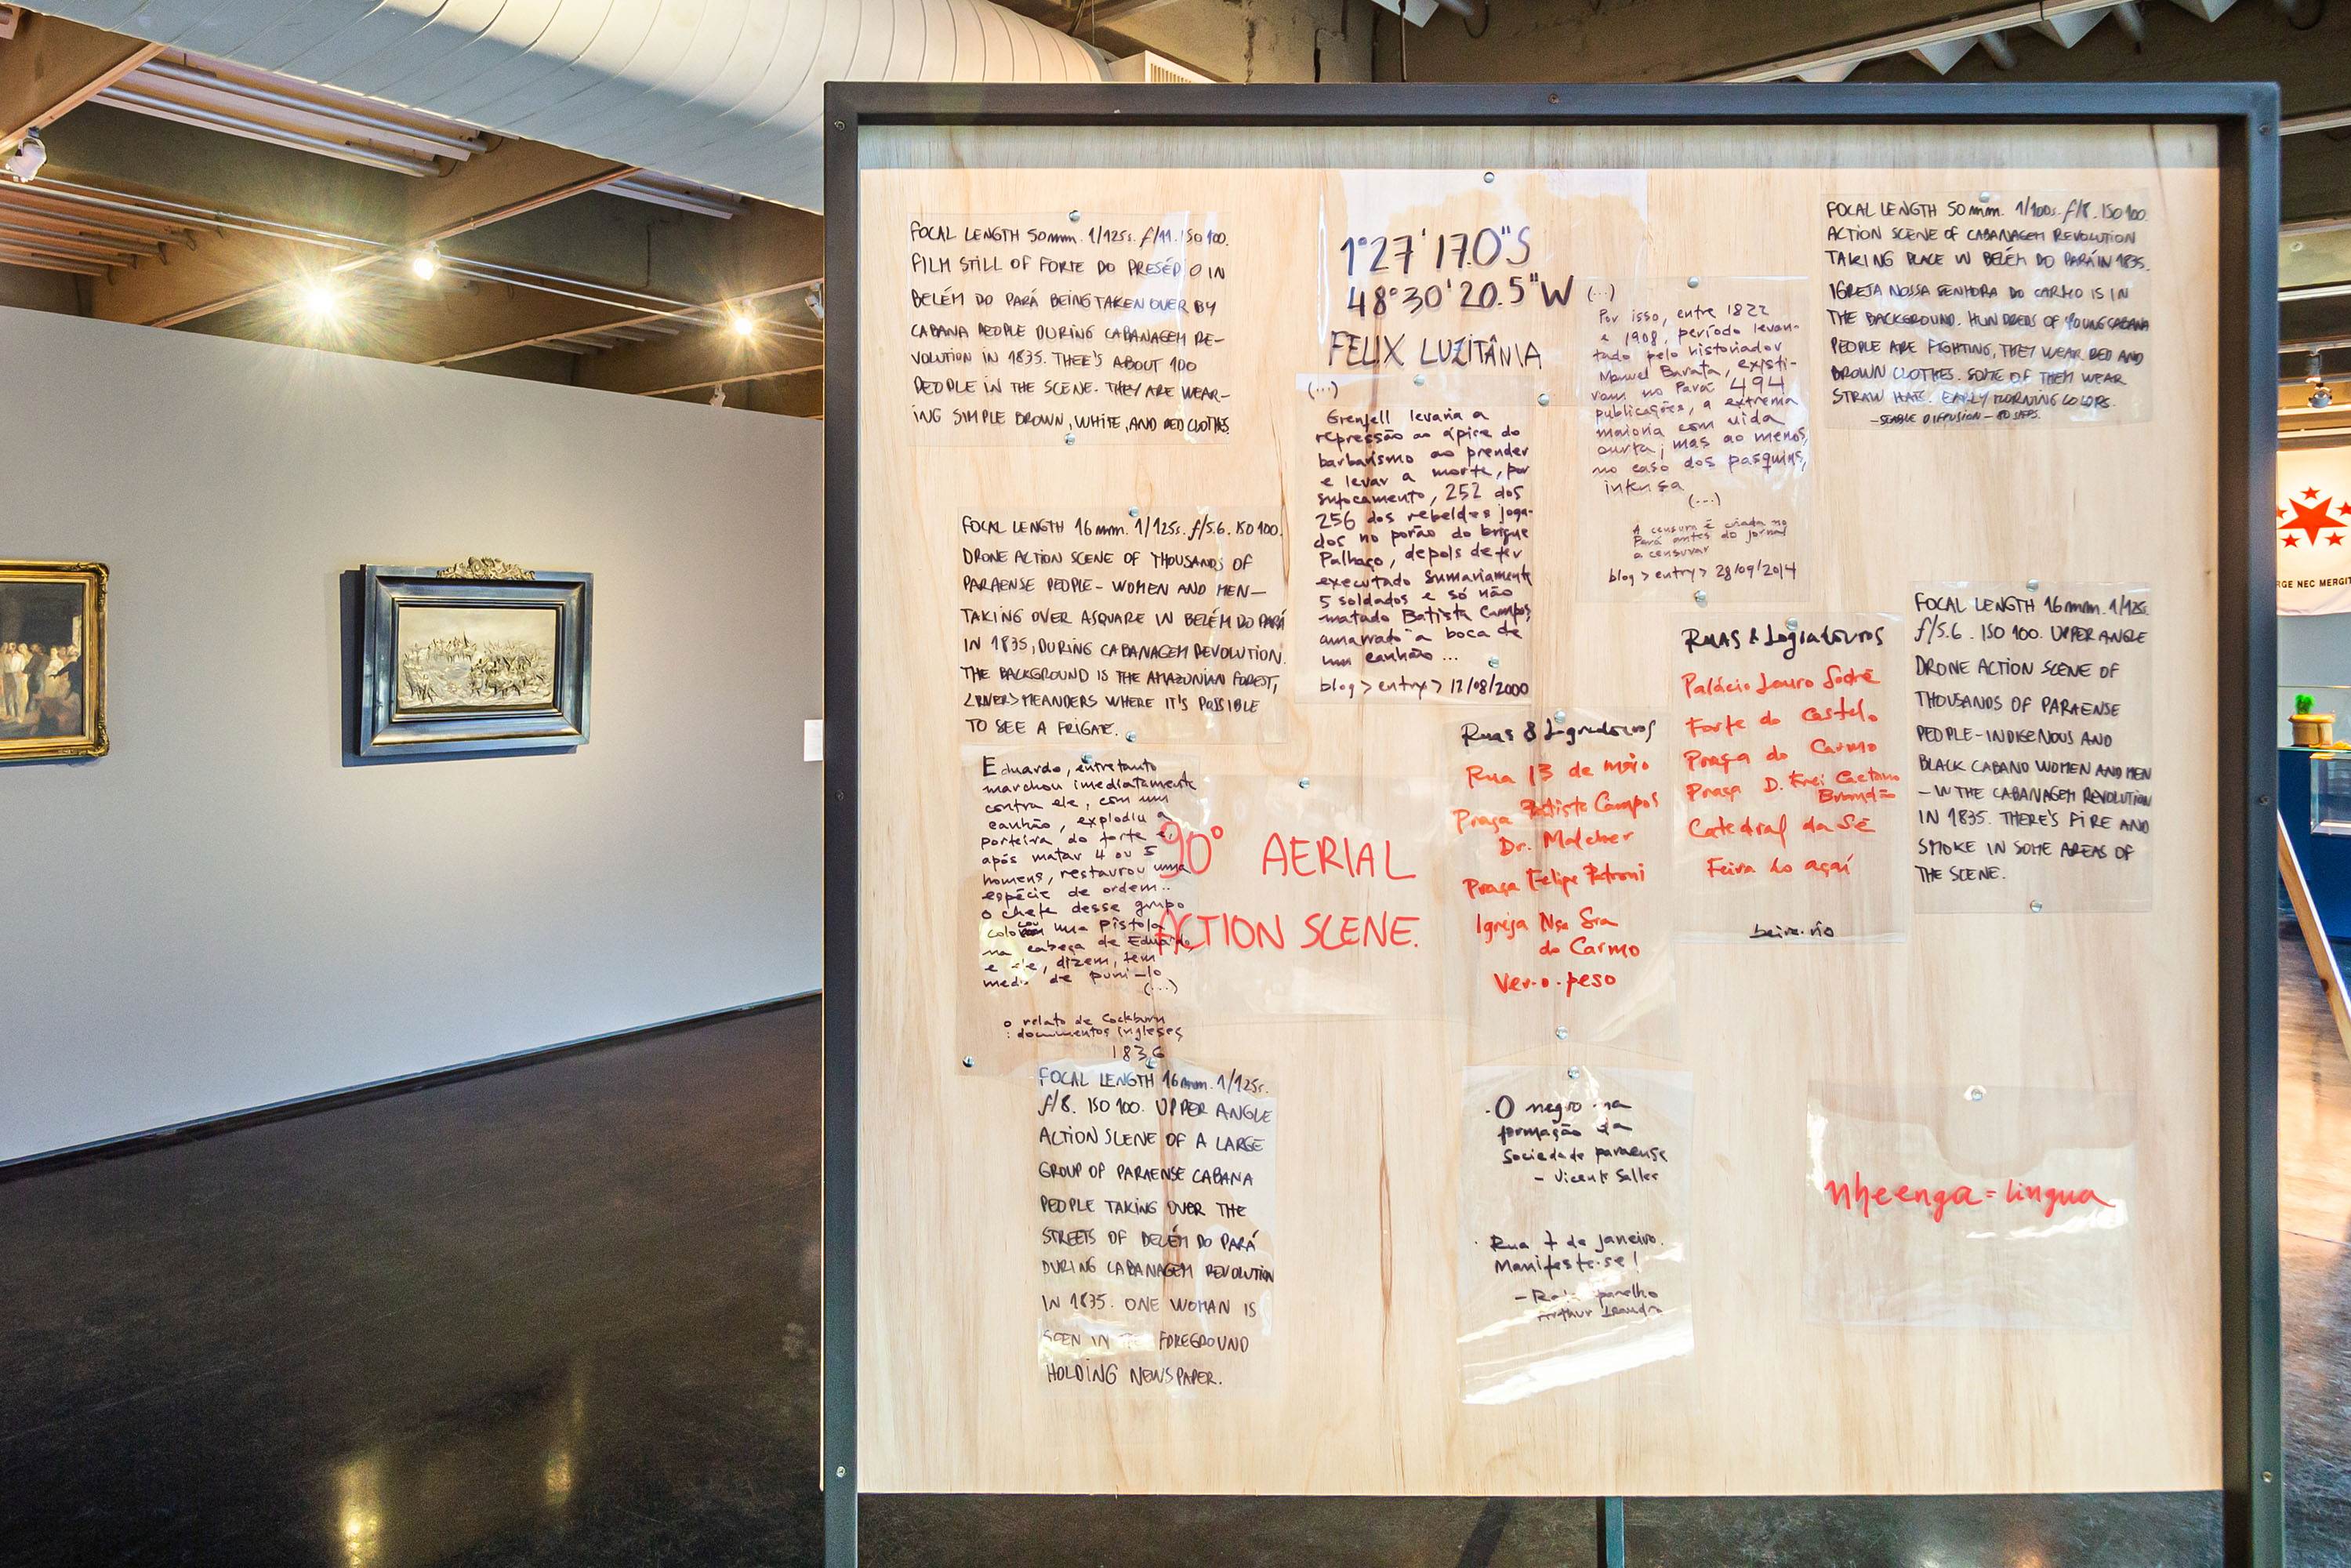 FOCAL LENGTH 50mm. 1/125s. f/11. ISO 100.
FILM STILL OF FORTE DO PRESÉPIO IN
BELÉM DO PARÁ BEING TAKEN OVER BY
CABANA PEOPLE DURING CABANAGEM RE-
VOLUTION IN 1835. THEE'S ABOUT 100
PEOPLE IN THE SCENE. THEY ARE WEAR-
ING SIMPLE BROWN, WHITE, AND RED CLOTHES.
FOCAL LENGTH 16mm. 1/125s. f/5.6. ISO 100.
DRONE ACTION SCENE OF THOUSANDS OF
PARAENSE PEOPLE - WOMEN AND MEN -
TAKING OVER A SQUARE IN BELÉM DO PARÁ
IN 1835, DURING CABANAGEM REVOLUTION.
THE BACKGROUND IS THE AMAZONIAN FOREST,
<RIVER> MEANDERS WHERE IT'S POSSIBLE
TO SEE A FRIGATE.
Eduardo, entretanto
marchou imediatamente
contra ele, com um
canhão, explodiu a
porteira do forte e,
após matar 4 ou 5
homens, restaurou uma
espécie de ordem..
o chefe desse grupo
colocou uma pistola
na cabeça de Eduardo,
e ele, dizem, tem
medo de puni-lo
(...)
o relato de Cockburn
: documentos ingleses
1836
FOCAL LENGTH 16mm. 1/125s.
f/8. ISO 100. UPPER ANGLE
ACTION SCENE OF A LARGE
GROUP OF PARAENSE CABANA
PEOPLE TAKING OVER THE
STREETS OF BELÉM DO PARÁ
DURING CABANAGEM REVOLUTION
IN 1835. ONE WOMAN IS
SEEN IN THE FOREGROUND
HOLDING NEWSPAPER.
1°27'17.0"S
48°30'20.5"W
FELIX LUZITÂNIA
(...)
Grenfell levaria a
repressão ao ápice do
barbarismo ao prender
e levar a morte, por
sufocamento, 252 dos
256 dos rebeldes joga-
dos no porão do brigue
Palhaço, depois de ter
executado sumariamente
5 soldados e só não
matado Batista Campos
amarrado a boca de
um canhão ...
blog > entry > 17/08/2000
90° AERIAL
ACTION SCENE.
(...)
Por isso, entre 1822
e 1908, período levan-
tado pelo historiador
Manuel Barata, existi-
ram no Pará 494
publicações, a extrema
maioria com vida
curta; mas ao menos,
no caso dos pasquins,
intensa
(...)
A censura é criada no
Pará antes do jornal
a censurar
blog > entry > 28/09/2014
Ruas & Logradouros
Rua 13 de maio
Praça Batista Campos
Dr. Malcher
Praça Felipe Patroni
Igreja Nsa Sra
do Carmo
Ver-o-peso
Ruas & Logradouros
Palácio Lauro Sodré
Forte do Castelo
Praça do Carmo
Praça D. Frei Caetano
Brandão
Catedral da Sé
Feira do açaí
beira-rio
. O negro na
formação da
Sociedade paraense
- Vicente Salles
. Rua 7 de janeiro.
Manifeste-se!
Arthur Leandro
FOCAL LENGTH 50mm. 1/100s. f/8. ISO 100.
ACTION SCENE OF CABANAGEM REVOLUTION
TAKING PLACE IN BELÉM DO PARÁ IN 1835.
IGREJA NOSSA SENHORA DO CARMO IS IN
THE BACKGROUND. HUNDREDS OF YOUNG CABANA
PEOPLE ARE FIGHTING, THEY WEAR RED AND
BROWN CLOTHES. SOME OF THEM WEAR
STRAW HATS. EARLY MORNING COLORS.
- STABLE DIFFUSION - 80 STEPS.
FOCAL LENGTH 16mm. 1/125s.
f/5.6. ISO 100. UPPER ANGLE
DRONE ACTION SCENE OF
THOUSANDS OF PARAENSE
PEOPLE - INDIGENOUS AND
BLACK CABANO WOMEN AND MEN
- IN THE CABANAGEM REVOLUTION
IN 1835. THERE'S FIRE AND
SMOKE IN SOME AREAS OF
THE SCENE.
nheenga = língua
RGE NEC MERGIT